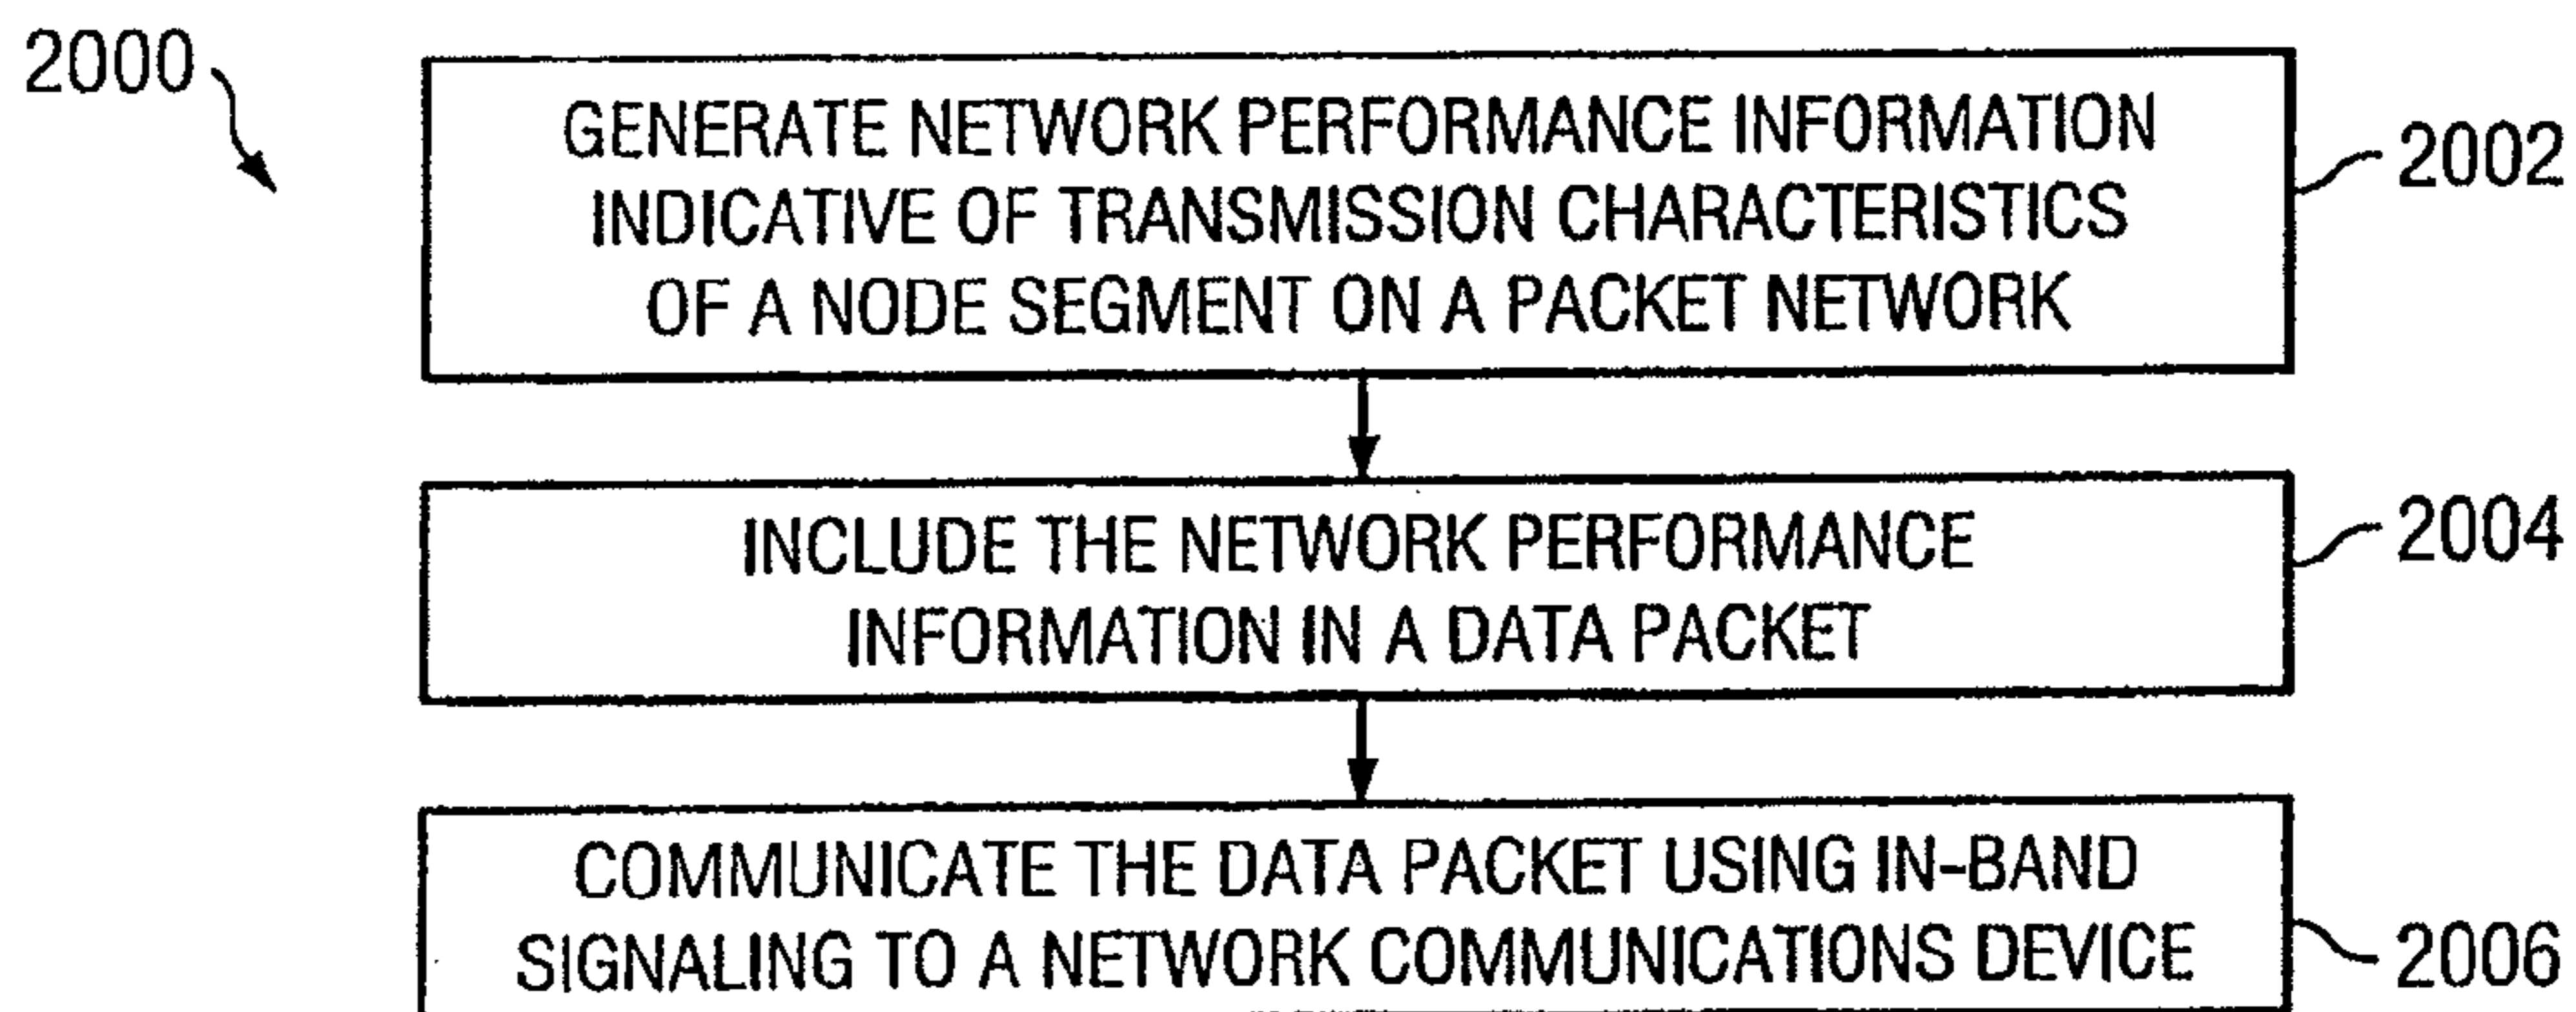 2000
GENERATE NETWORK PERFORMANCE INFORMATION
INDICATIVE OF TRANSMISSION CHARACTERISTICS
OF A NODE SEGMENT ON A PACKET NETWORK
2002
INCLUDE THE NETWORK PERFORMANCE
INFORMATION IN A DATA PACKET
2004
COMMUNICATE THE DATA PACKET USING IN-BAND
SIGNALING TO A NETWORK COMMUNICATIONS DEVICE
2006